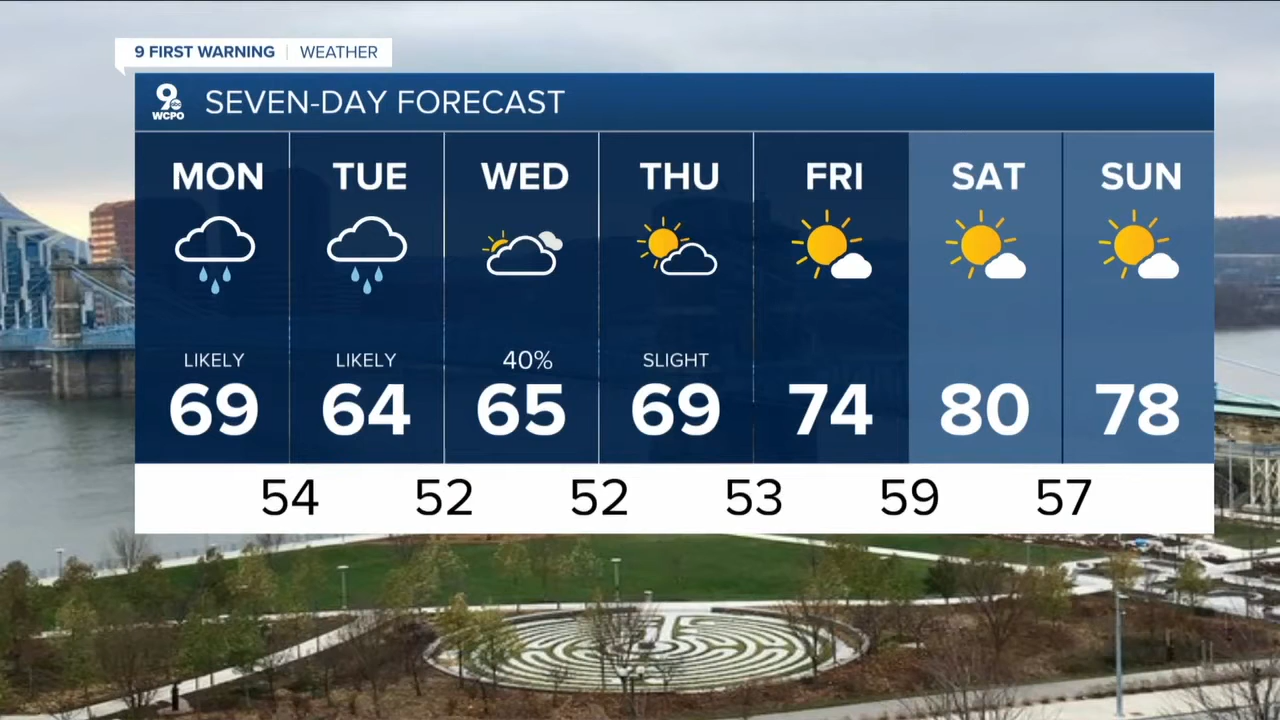 9 FIRST WARNING | WEATHER
9 abc
WCPO
SEVEN-DAY FORECAST
MON TUE WED THU FRI SAT SUN
LIKELY LIKELY 40% SLIGHT
69 64 65 69 74 80 78
54 52 52 53 59 57